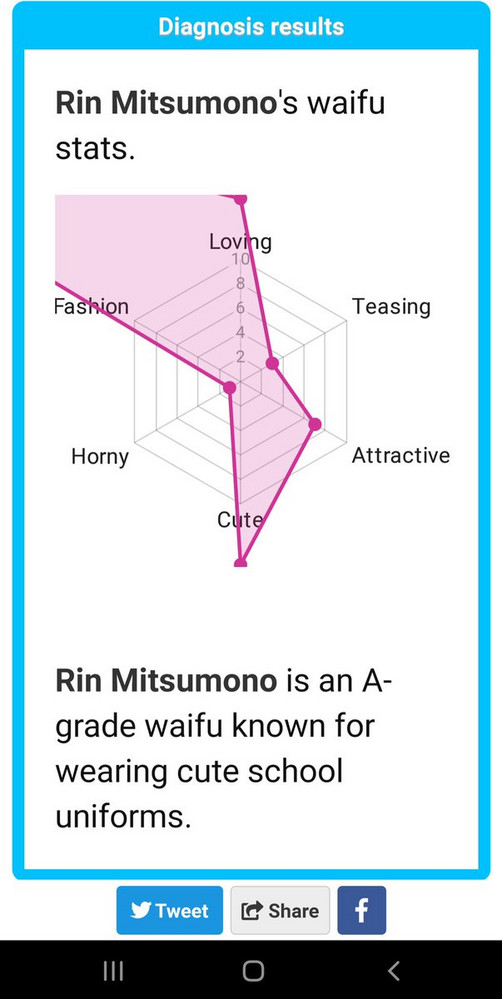 Diagnosis results
Rin Mitsumono's waifu
stats.
Loving
10
8
6
4
2
Fashion
Teasing
Horny
Attractive
Cute
Rin Mitsumono is an A-
grade waifu known for
wearing cute school
uniforms.
Tweet
Share
f